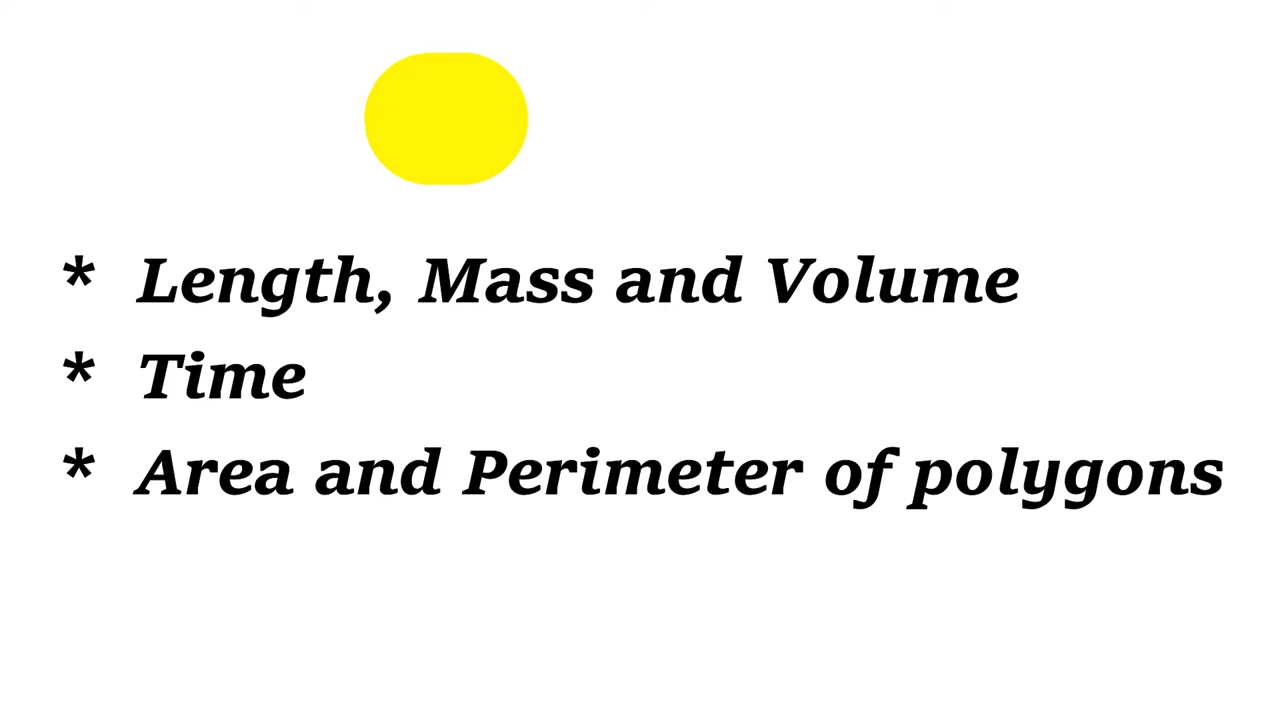 * Length, Mass and Volume
* Time
* Area and Perimeter of polygons